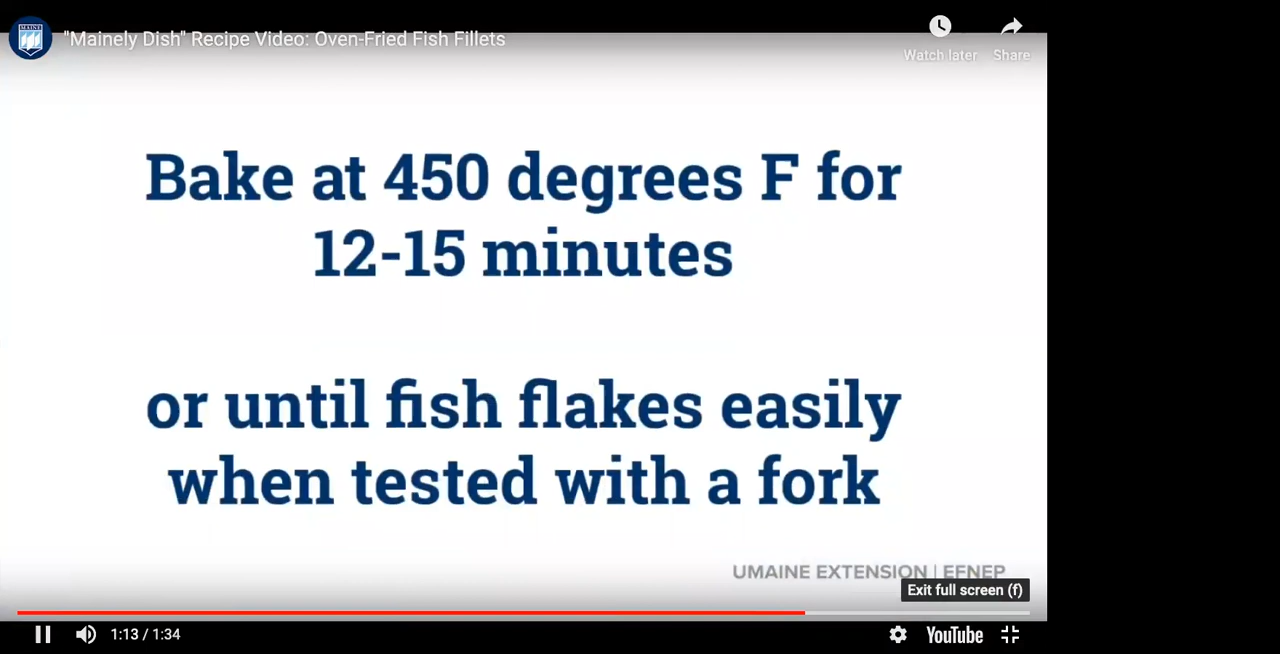 MAINE
"Mainely Dish" Recipe Video: Oven-Fried Fish Fillets
Watch later
Share
Bake at 450 degrees F for
12-15 minutes
or until fish flakes easily
when tested with a fork
UMAINE EXTENSION | EFNEP
Exit full screen (f)
1:13 / 1:34
YouTube